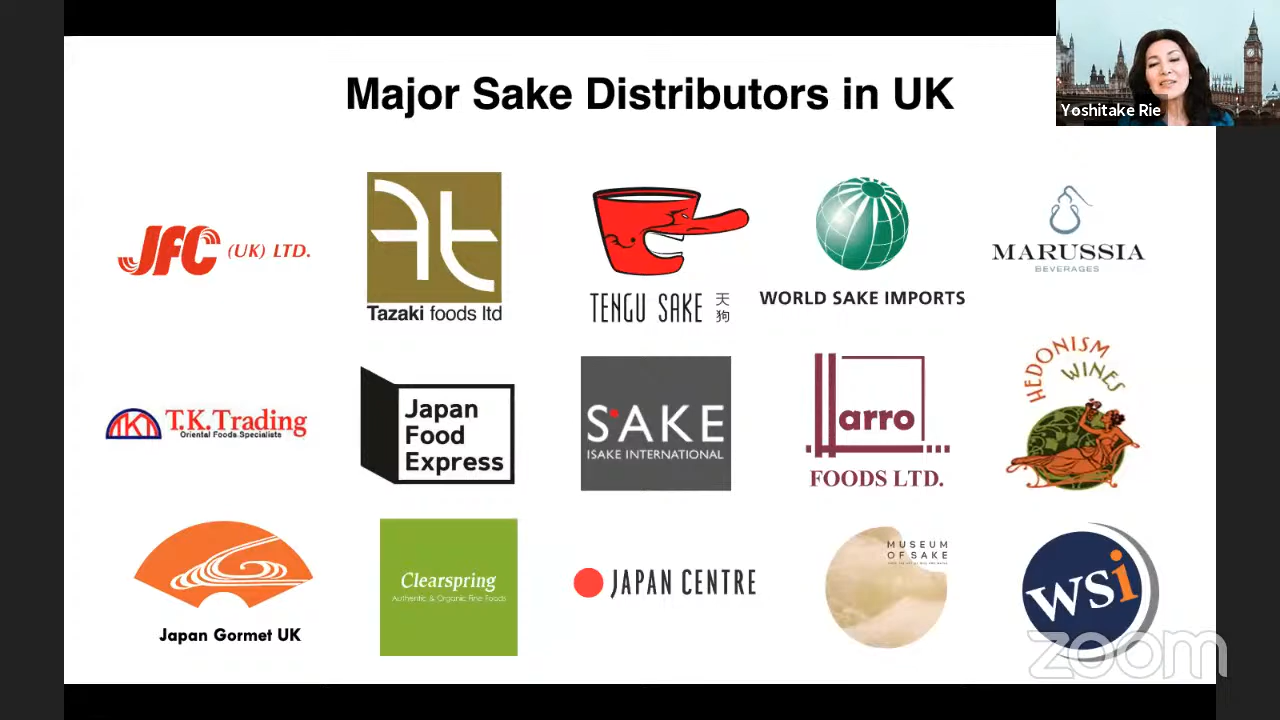 Major Sake Distributors in UK
Yoshitake Rie
JFC (UK) LTD.
Tazaki foods ltd
TENGU SAKE 天狗
WORLD SAKE IMPORTS
MARUSSIA
BEVERAGES
T.K.Trading
Oriental Foods Specialists
Japan
Food
Express
SAKE
ISAKE INTERNATIONAL
Harro
FOODS LTD.
HEDONISM
WINES
Japan Gormet UK
Clearspring
Authentic & Organic Fine Foods
JAPAN CENTRE
MUSEUM
OF SAKE
wsi
zoom